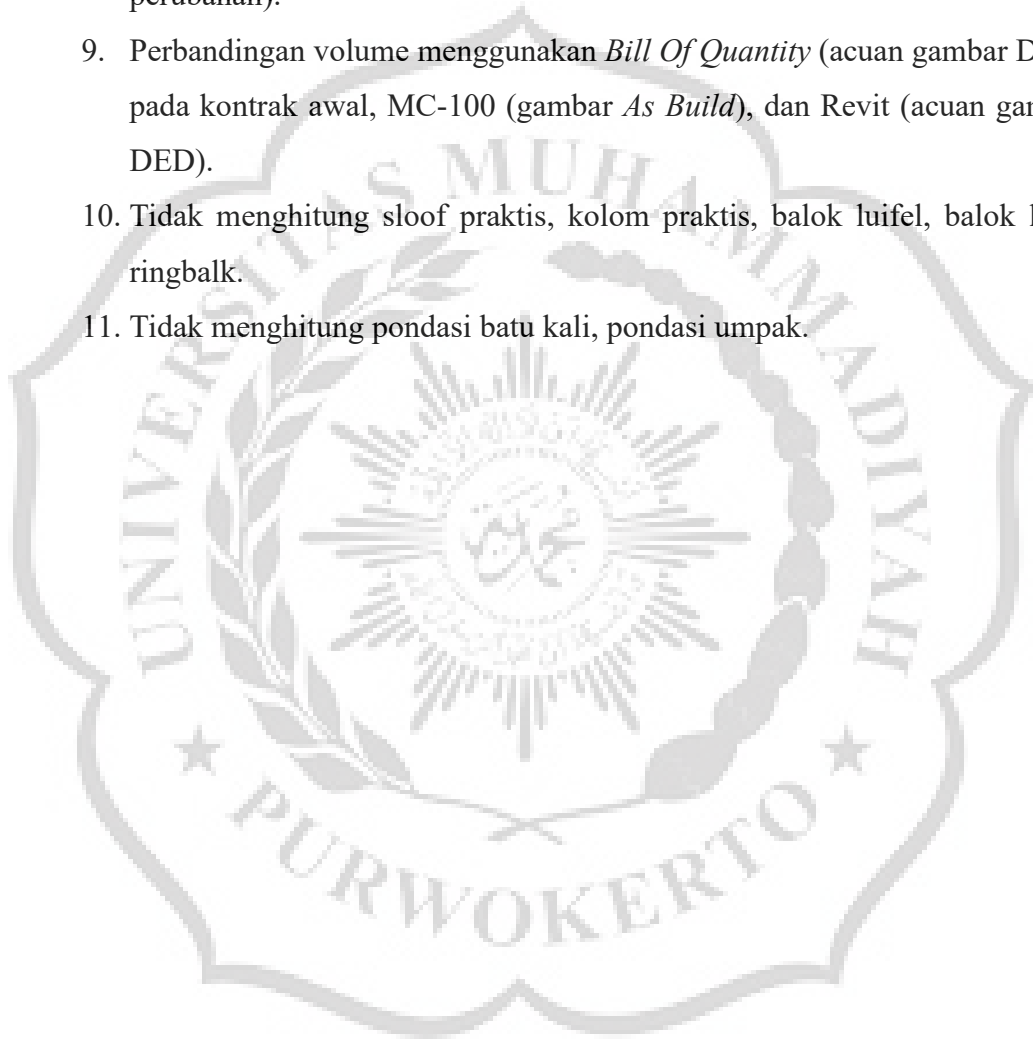 perubahan).
9. Perbandingan volume menggunakan Bill Of Quantity (acuan gambar D
pada kontrak awal, MC-100 (gambar As Build), dan Revit (acuan gam
DED).
10. Tidak menghitung sloof praktis, kolom praktis, balok luifel, balok
ringbalk.
11. Tidak menghitung pondasi batu kali, pondasi umpak.
UNIVERSITAS MUHAMMADIYAH
PURWOKERTO